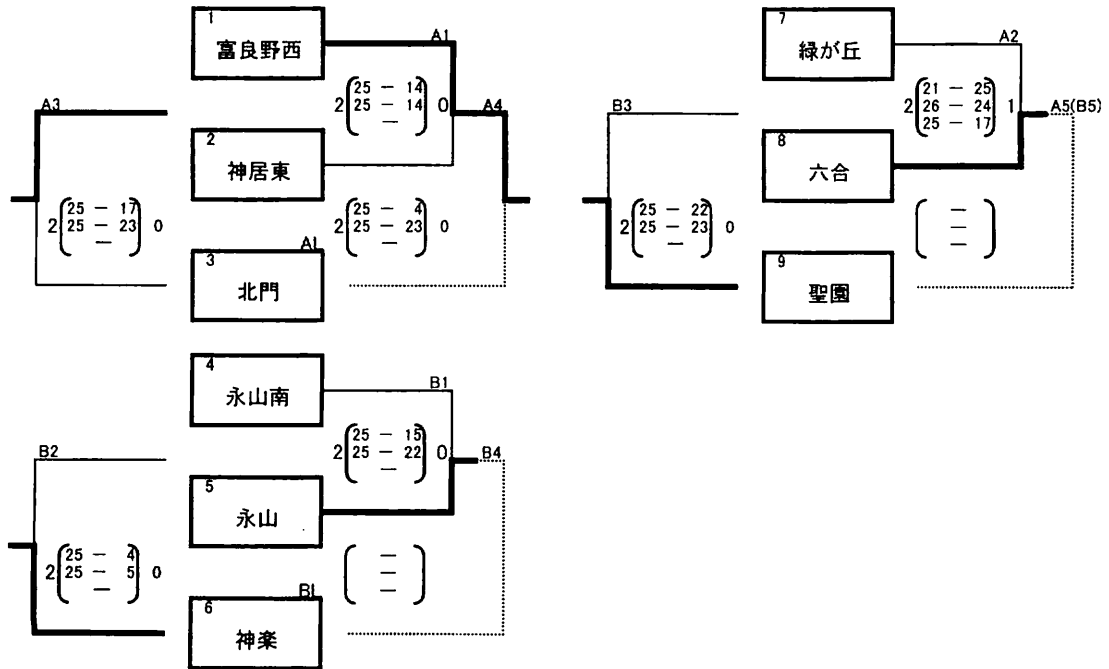 1
富良野西
A1
2 25 － 14 0
25 － 14
－
A3
A4
2
神居東
2 25 － 17 0
25 － 23
－
2 25 － 4 0
25 － 23
－
A1
3
北門
4
永山南
B1
2 25 － 15 0
25 － 22
－
B2
B4
5
永山
2 25 － 4 0
25 － 5
－
( －
－
－ )
B1
6
神楽
7
緑が丘
A2
2 21 － 25 1
26 － 24
25 － 17
B3
A5(B5)
8
六合
2 25 － 22 0
25 － 23
－
( －
－
－ )
9
聖園